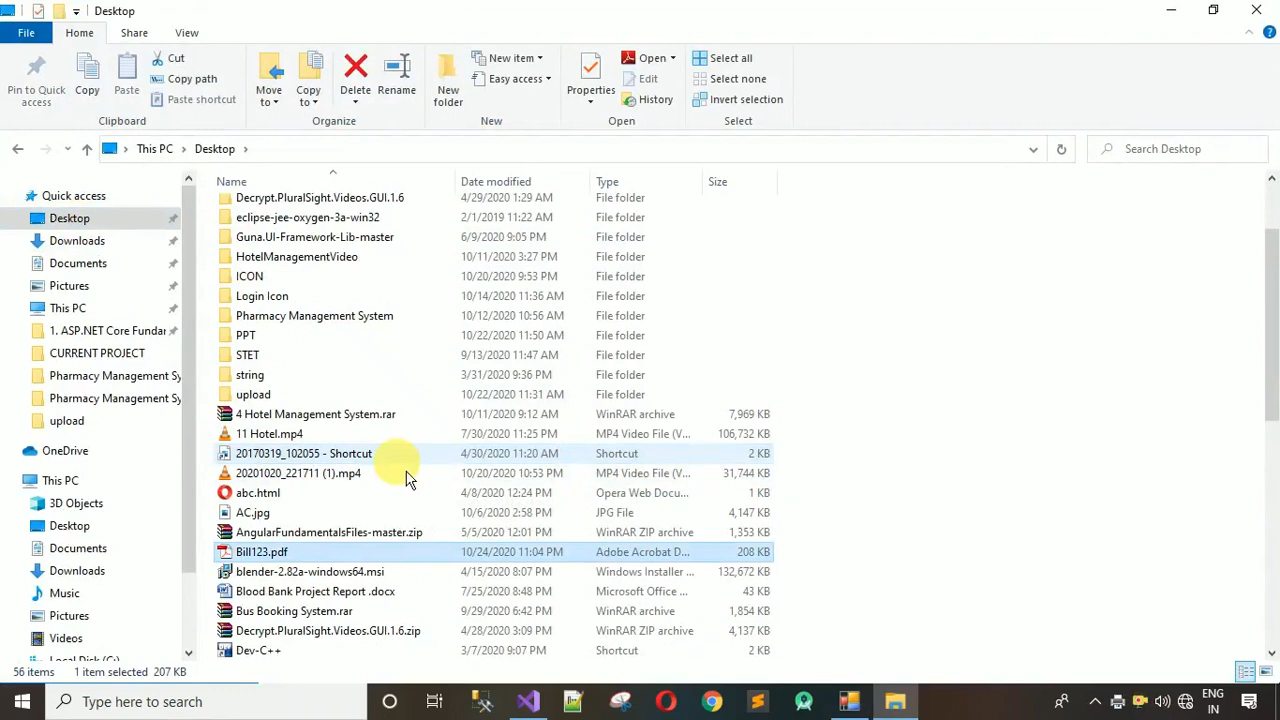 Desktop
File Home Share View
Pin to Quick access
Copy
Paste
Cut
Copy path
Paste shortcut
Clipboard
Move to
Copy to
Delete
Rename
Organize
New folder
New item
Easy access
New
Properties
Open
Edit
History
Open
Select all
Select none
Invert selection
Select
This PC Desktop
Search Desktop
Quick access
Desktop
Downloads
Documents
Pictures
This PC
1. ASP.NET Core Fundar
CURRENT PROJECT
Pharmacy Management Sy
Pharmacy Management Sy
upload
OneDrive
This PC
3D Objects
Desktop
Documents
Downloads
Music
Pictures
Videos
Local Disk (C:)
Name Date modified Type Size
Decrypt.PluralSight.Videos.GUI.1.6 4/29/2020 1:29 AM File folder
eclipse-jee-oxygen-3a-win32 2/1/2019 11:22 AM File folder
Guna.UI-Framework-Lib-master 6/9/2020 9:05 PM File folder
HotelManagementVideo 10/11/2020 3:27 PM File folder
ICON 10/20/2020 9:53 PM File folder
Login Icon 10/14/2020 11:36 AM File folder
Pharmacy Management System 10/12/2020 10:56 AM File folder
PPT 10/22/2020 11:50 AM File folder
STET 9/13/2020 11:47 AM File folder
string 3/31/2020 9:36 PM File folder
upload 10/22/2020 11:31 AM File folder
4 Hotel Management System.rar 10/11/2020 9:12 AM WinRAR archive 7,969 KB
11 Hotel.mp4 7/30/2020 11:25 PM MP4 Video File (V... 106,732 KB
20170319_102055 - Shortcut 4/30/2020 11:20 AM Shortcut 2 KB
20201020_221711 (1).mp4 10/20/2020 10:53 PM MP4 Video File (V... 31,744 KB
abc.html 4/8/2020 12:24 PM Opera Web Docu... 1 KB
AC.jpg 10/6/2020 2:58 PM JPG File 4,147 KB
AngularFundamentalsFiles-master.zip 5/5/2020 12:01 PM WinRAR ZIP archive 1,353 KB
Bill123.pdf 10/24/2020 11:04 PM Adobe Acrobat D... 208 KB
blender-2.82a-windows64.msi 4/15/2020 8:07 PM Windows Installer ... 132,672 KB
Blood Bank Project Report .docx 7/25/2020 8:48 PM Microsoft Office ... 43 KB
Bus Booking System.rar 9/29/2020 6:42 PM WinRAR archive 1,854 KB
Decrypt.PluralSight.Videos.GUI.1.6.zip 4/28/2020 3:09 PM WinRAR ZIP archive 4,137 KB
Dev-C++ 3/7/2020 9:07 PM Shortcut 2 KB
56 items 1 item selected 207 KB
Type here to search
ENG
IN